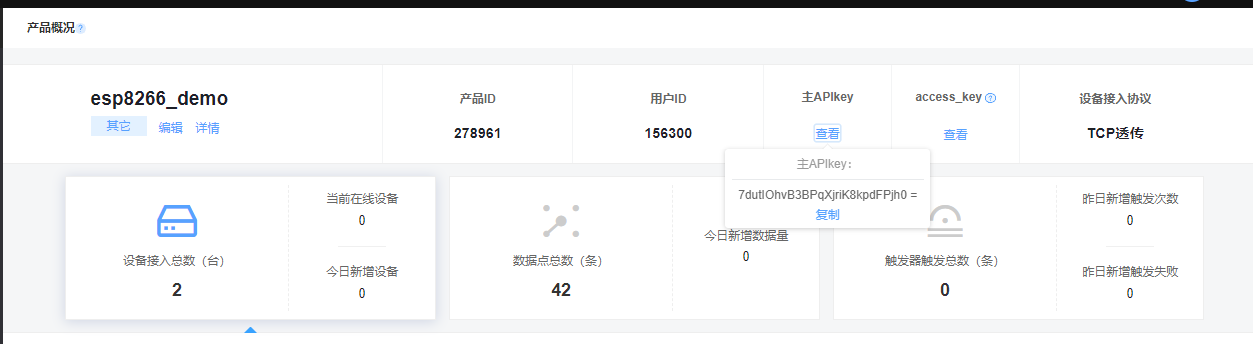 产品概况
esp8266_demo
其它 编辑 详情
产品ID
278961
用户ID
156300
主APIkey
查看
access_key
查看
设备接入协议
TCP透传
主APIkey：
7dutIOhvB3BPqXjriK8kpdFPjh0 =
复制
设备接入总数（台）
2
当前在线设备
0
今日新增设备
0
数据点总数（条）
42
今日新增数据量
0
触发器触发总数（条）
0
昨日新增触发次数
0
昨日新增触发失败
0